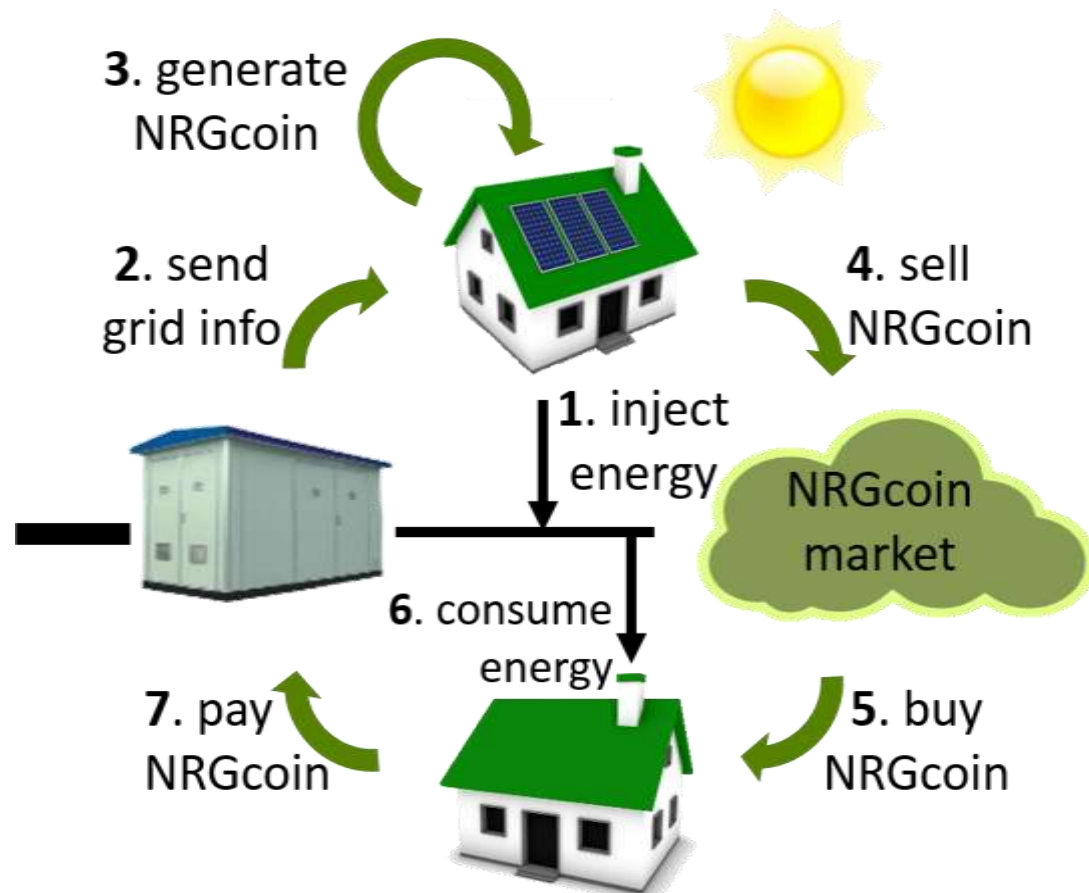 3. generate
NRGcoin
2. send
grid info
4. sell
NRGcoin
1. inject
energy
NRGcoin
market
6. consume
energy
7. pay
NRGcoin
5. buy
NRGcoin